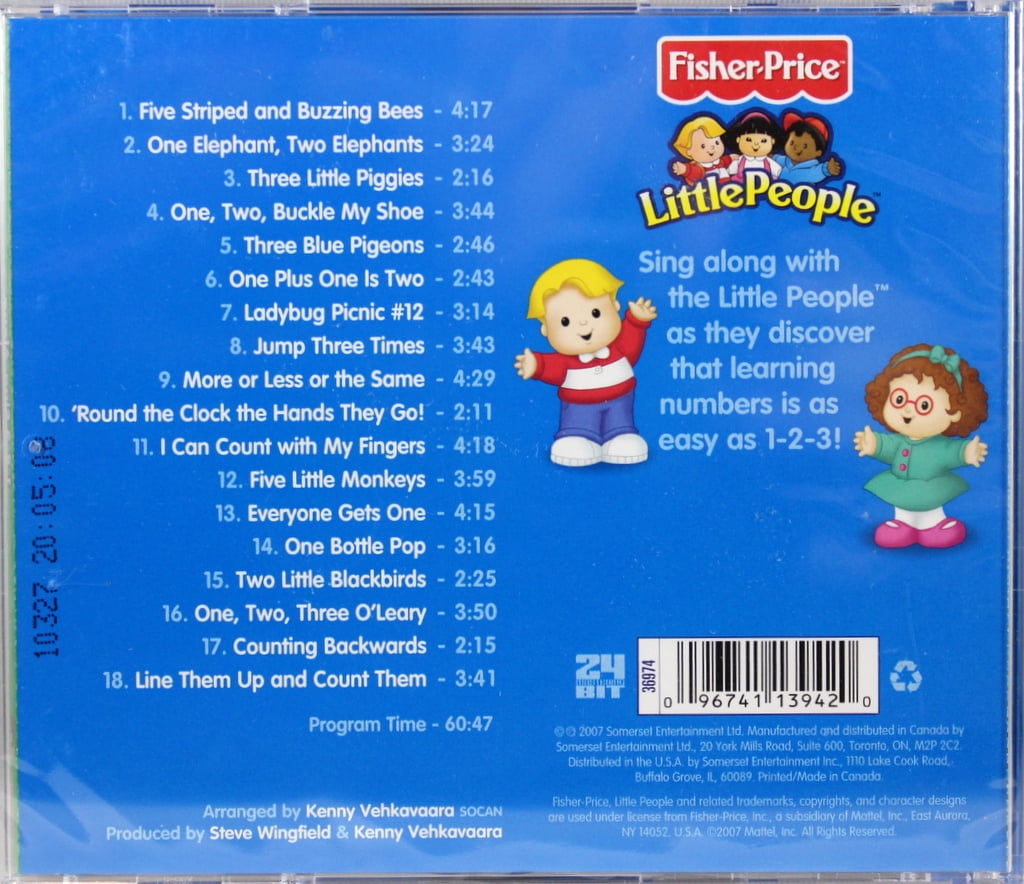 1. Five Striped and Buzzing Bees - 4:17
2. One Elephant, Two Elephants - 3:24
3. Three Little Piggies - 2:16
4. One, Two, Buckle My Shoe - 3:44
5. Three Blue Pigeons - 2:46
6. One Plus One Is Two - 2:43
7. Ladybug Picnic #12 - 3:14
8. Jump Three Times - 3:43
9. More or Less or the Same - 4:29
10. 'Round the Clock the Hands They Go! - 2:11
11. I Can Count with My Fingers - 4:18
12. Five Little Monkeys - 3:59
13. Everyone Gets One - 4:15
14. One Bottle Pop - 3:16
15. Two Little Blackbirds - 2:25
16. One, Two, Three O'Leary - 3:50
17. Counting Backwards - 2:15
18. Line Them Up and Count Them - 3:41
Program Time - 60:47
Arranged by Kenny Vehkavaara SOCAN
Produced by Steve Wingfield & Kenny Vehkavaara
10327 20:05:08
Fisher-Price™
LittlePeople™
Sing along with
the Little People™
as they discover
that learning
numbers is as
easy as 1-2-3!
24
BIT
36974
0 96741 13942 0
©℗ 2007 Somerset Entertainment Ltd. Manufactured and distributed in Canada by
Somerset Entertainment Ltd., 20 York Mills Road, Suite 600, Toronto, ON, M2P 2C2.
Distributed in the U.S.A. by Somerset Entertainment Inc., 1110 Lake Cook Road,
Buffalo Grove, IL, 60089. Printed/Made in Canada.
Fisher-Price, Little People and related trademarks, copyrights, and character designs
are used under license from Fisher-Price, Inc., a subsidiary of Mattel, Inc., East Aurora,
NY 14052, U.S.A. ©2007 Mattel, Inc. All Rights Reserved.